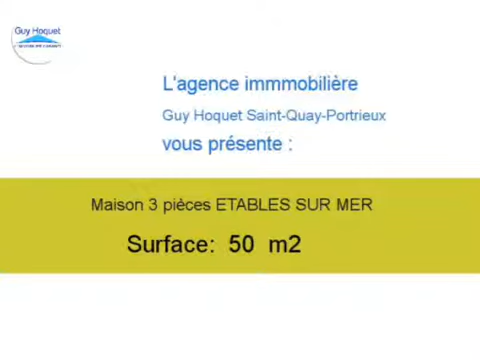 Guy Hoquet
L'agence immmobilière
Guy Hoquet Saint-Quay-Portrieux
vous présente :
Maison 3 pièces ETABLES SUR MER
Surface: 50 m2